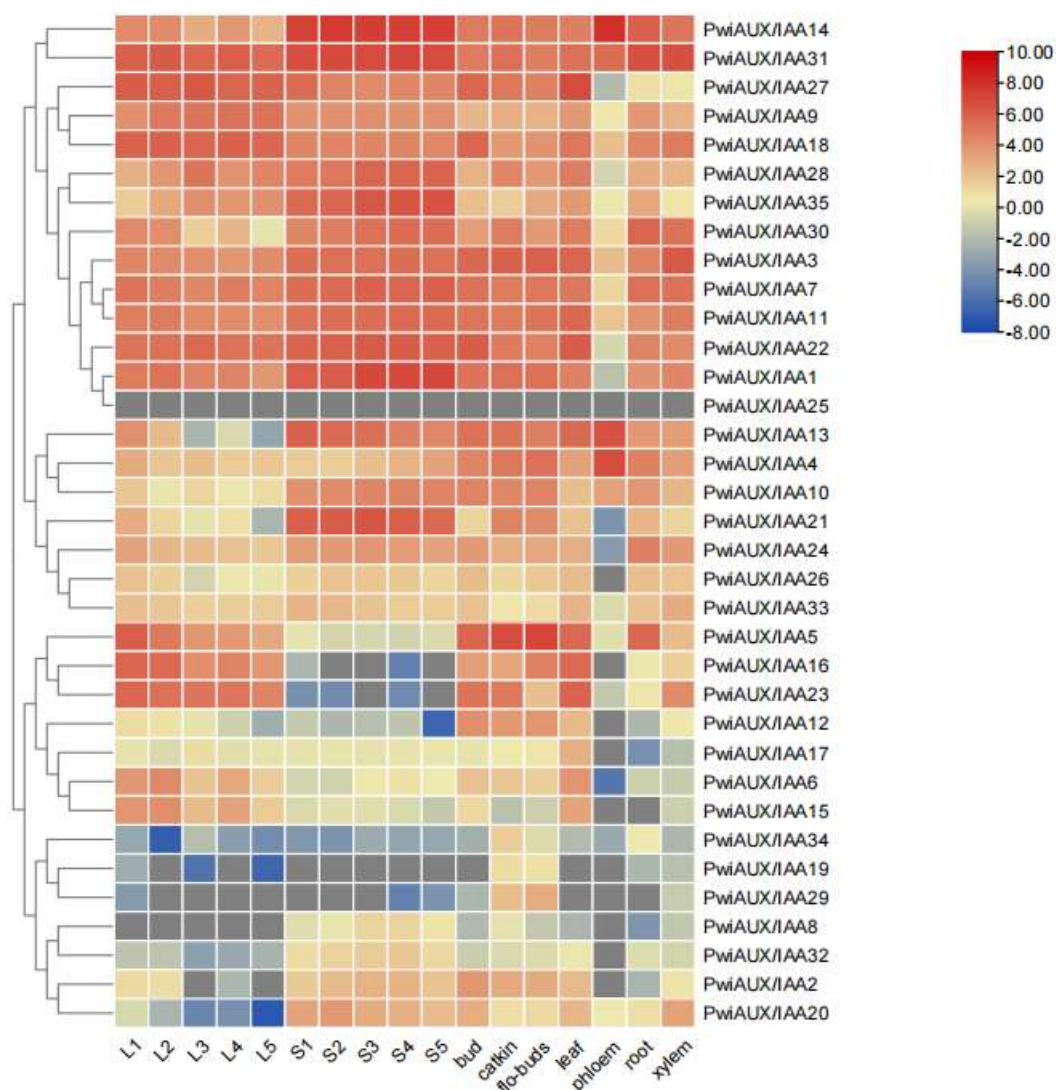 PwiAUX/IAA14
PwiAUX/IAA31
PwiAUX/IAA27
PwiAUX/IAA9
PwiAUX/IAA18
PwiAUX/IAA28
PwiAUX/IAA35
PwiAUX/IAA30
PwiAUX/IAA3
PwiAUX/IAA7
PwiAUX/IAA11
PwiAUX/IAA22
PwiAUX/IAA1
PwiAUX/IAA25
PwiAUX/IAA13
PwiAUX/IAA4
PwiAUX/IAA10
PwiAUX/IAA21
PwiAUX/IAA24
PwiAUX/IAA26
PwiAUX/IAA33
PwiAUX/IAA5
PwiAUX/IAA16
PwiAUX/IAA23
PwiAUX/IAA12
PwiAUX/IAA17
PwiAUX/IAA6
PwiAUX/IAA15
PwiAUX/IAA34
PwiAUX/IAA19
PwiAUX/IAA29
PwiAUX/IAA8
PwiAUX/IAA32
PwiAUX/IAA2
PwiAUX/IAA20
L1
L2
L3
L4
L5
S1
S2
S3
S4
S5
bud
catkin
flo-buds
leaf
phloem
root
xylem
10.00
8.00
6.00
4.00
2.00
0.00
-2.00
-4.00
-6.00
-8.00